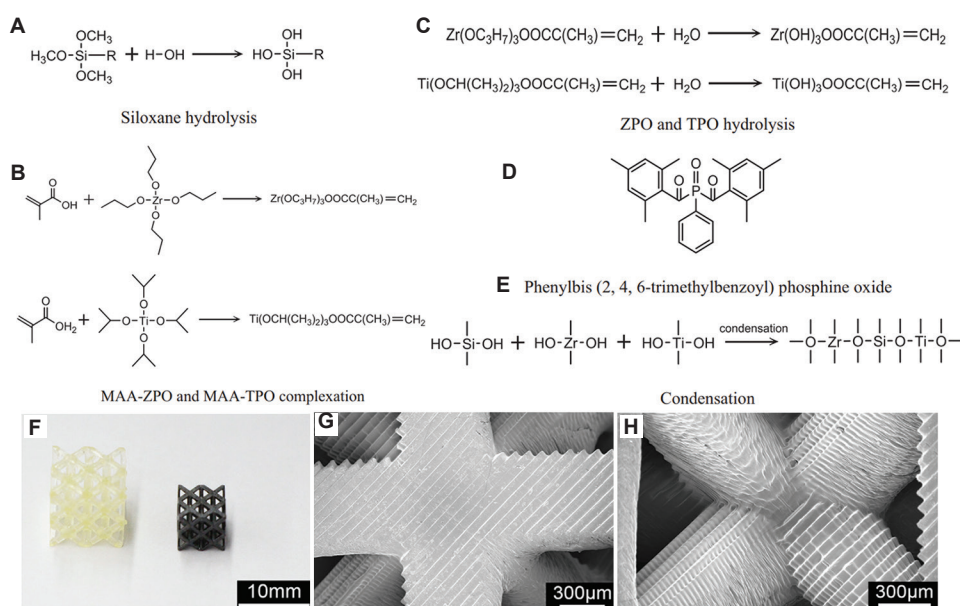 A
OCH₃
H₃CO-Si-R + H-OH → HO-Si-R
OCH₃
OH
OH
Siloxane hydrolysis
B
O
OH
+
O
O-Zr-O
O
Zr(OC₃H₇)₃OOCC(CH₃)=CH₂
O
OH₂
+
O
O-Ti-O
O
Ti(OCH(CH₃)₂)₃OOCC(CH₃)=CH₂
MAA-ZPO and MAA-TPO complexation
C
Zr(OC₃H₇)₃OOCC(CH₃)=CH₂ + H₂O → Zr(OH)₃OOCC(CH₃)=CH₂
Ti(OCH(CH₃)₂)₃OOCC(CH₃)=CH₂ + H₂O → Ti(OH)₃OOCC(CH₃)=CH₂
ZPO and TPO hydrolysis
D
O
O P O
E Phenylbis (2, 4, 6-trimethylbenzoyl) phosphine oxide
condensation
HO-Si-OH + HO-Zr-OH + HO-Ti-OH → -O-Zr-O-Si-O-Ti-O-
Condensation
F
10mm
G
300μm
H
300μm